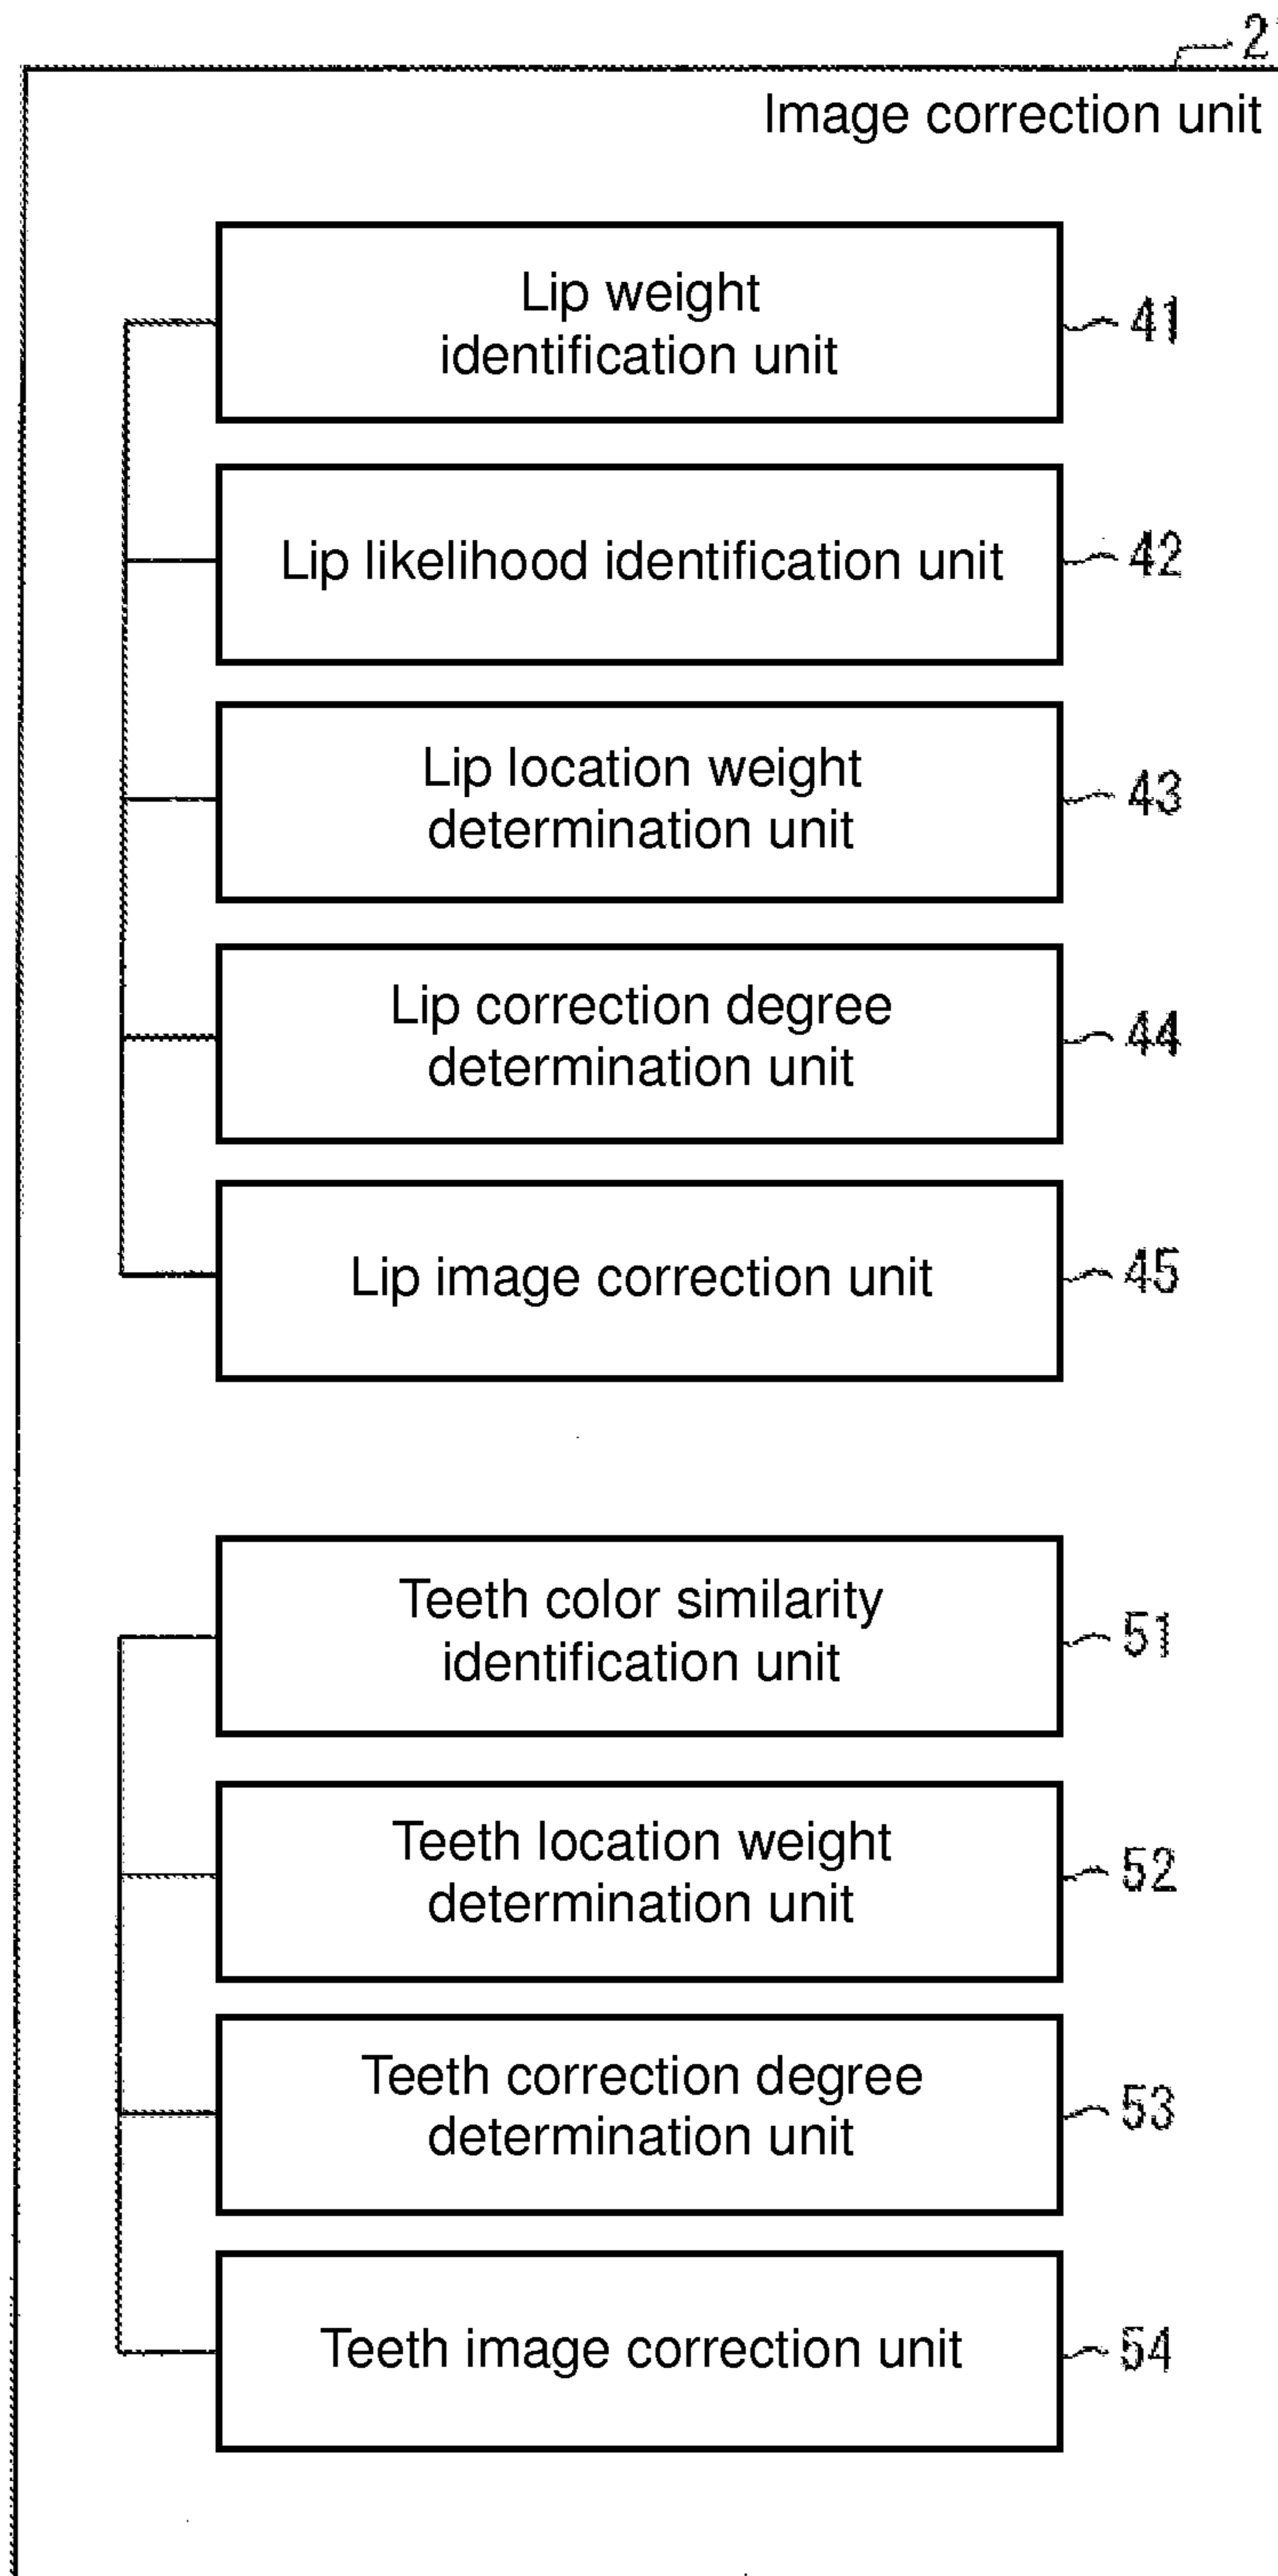 Image correction unit
Lip weight
identification unit
41
Lip likelihood identification unit
42
Lip location weight
determination unit
43
Lip correction degree
determination unit
44
Lip image correction unit
45
Teeth color similarity
identification unit
51
Teeth location weight
determination unit
52
Teeth correction degree
determination unit
53
Teeth image correction unit
54